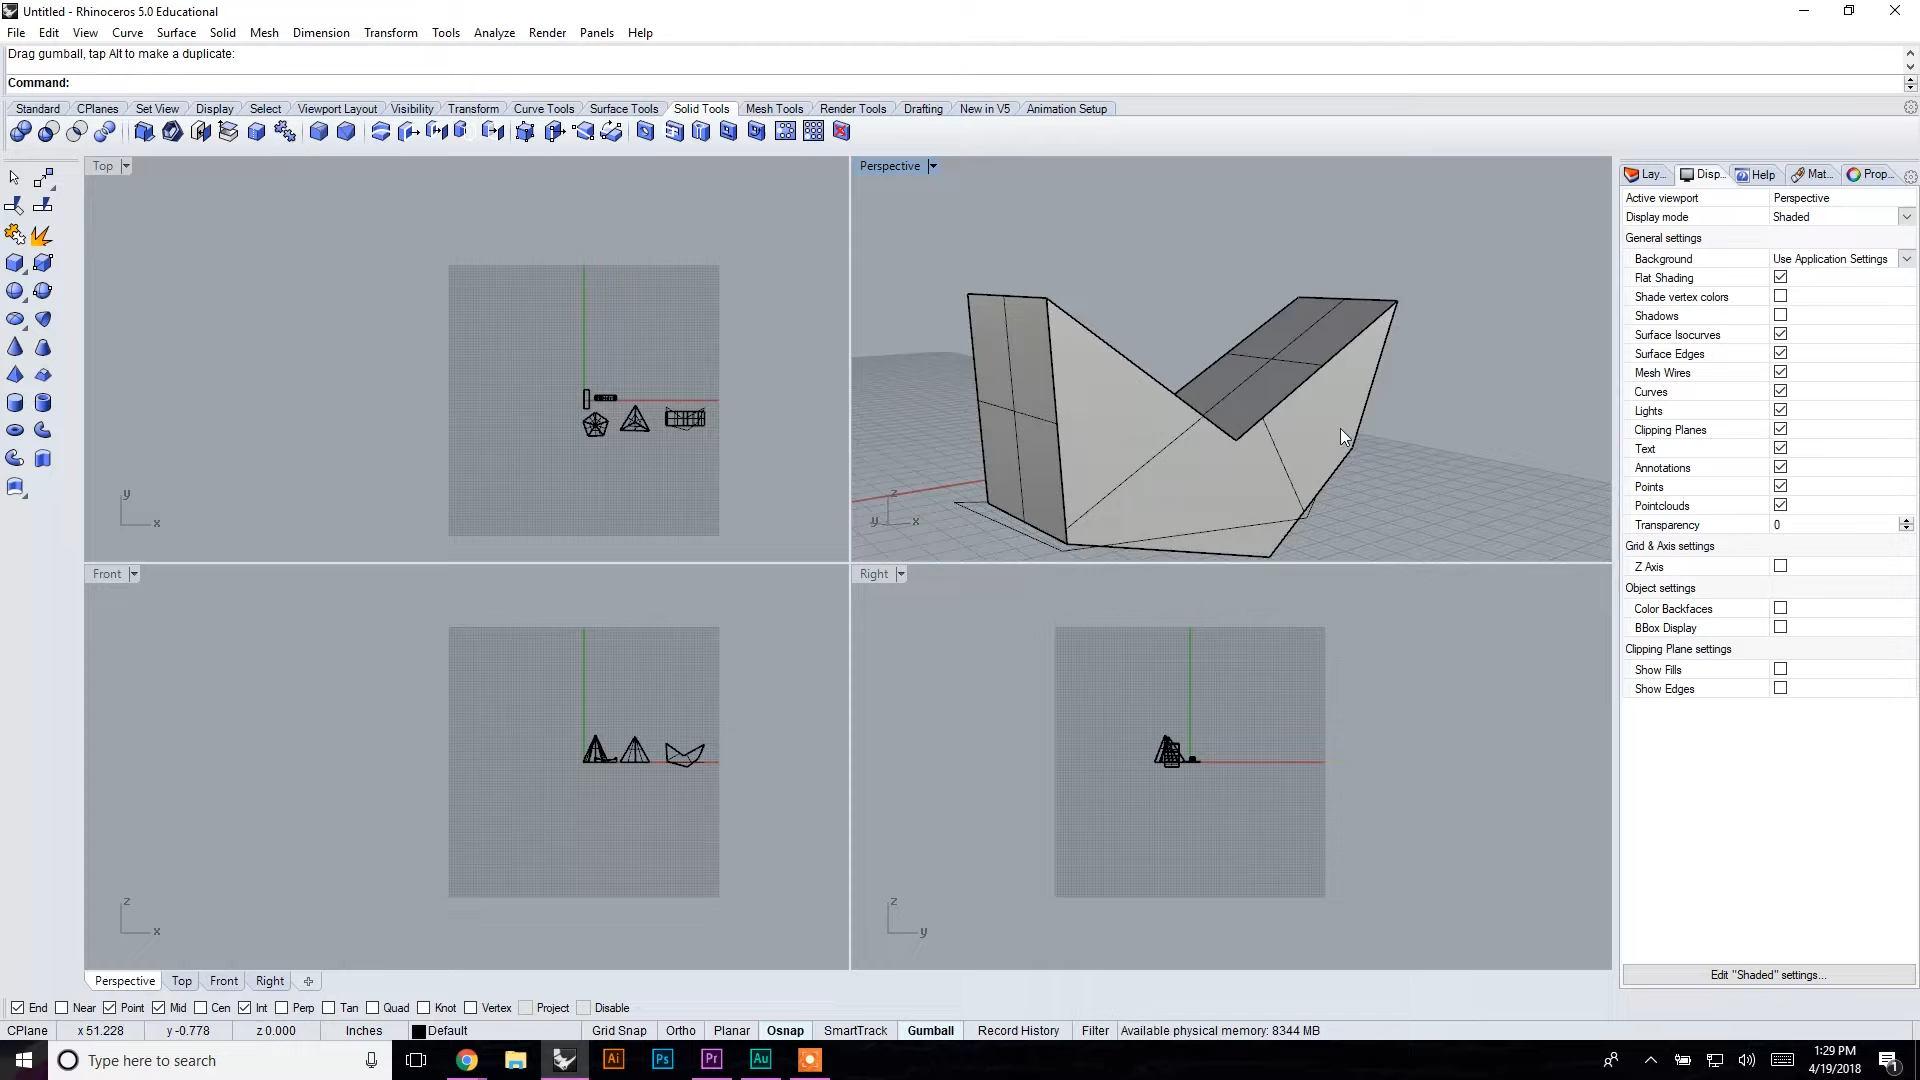 Untitled - Rhinoceros 5.0 Educational
File Edit View Curve Surface Solid Mesh Dimension Transform Tools Analyze Render Panels Help
Drag gumball, tap Alt to make a duplicate:
Command:
Standard CPlanes Set View Display Select Viewport Layout Visibility Transform Curve Tools Surface Tools Solid Tools Mesh Tools Render Tools Drafting New in V5 Animation Setup
Top
Perspective
Lay... Disp... Help Mat... Prop...
Active viewport Perspective
Display mode Shaded
General settings
Background Use Application Settings
Flat Shading
Shade vertex colors
Shadows
Surface Isocurves
Surface Edges
Mesh Wires
Curves
Lights
Clipping Planes
Text
Annotations
Points
Pointclouds
Transparency 0
Grid & Axis settings
Z Axis
Object settings
Color Backfaces
BBox Display
Clipping Plane settings
Show Fills
Show Edges
Edit "Shaded" settings...
y
x
z
y x
Front
Right
z
x
z
y
Perspective Top Front Right
End Near Point Mid Cen Int Perp Tan Quad Knot Vertex Project Disable
CPlane x 51.228 y -0.778 z 0.000 Inches Default Grid Snap Ortho Planar Osnap SmartTrack Gumball Record History Filter Available physical memory: 8344 MB
Type here to search
Ai Ps Pr Au
1:29 PM
4/19/2018
1